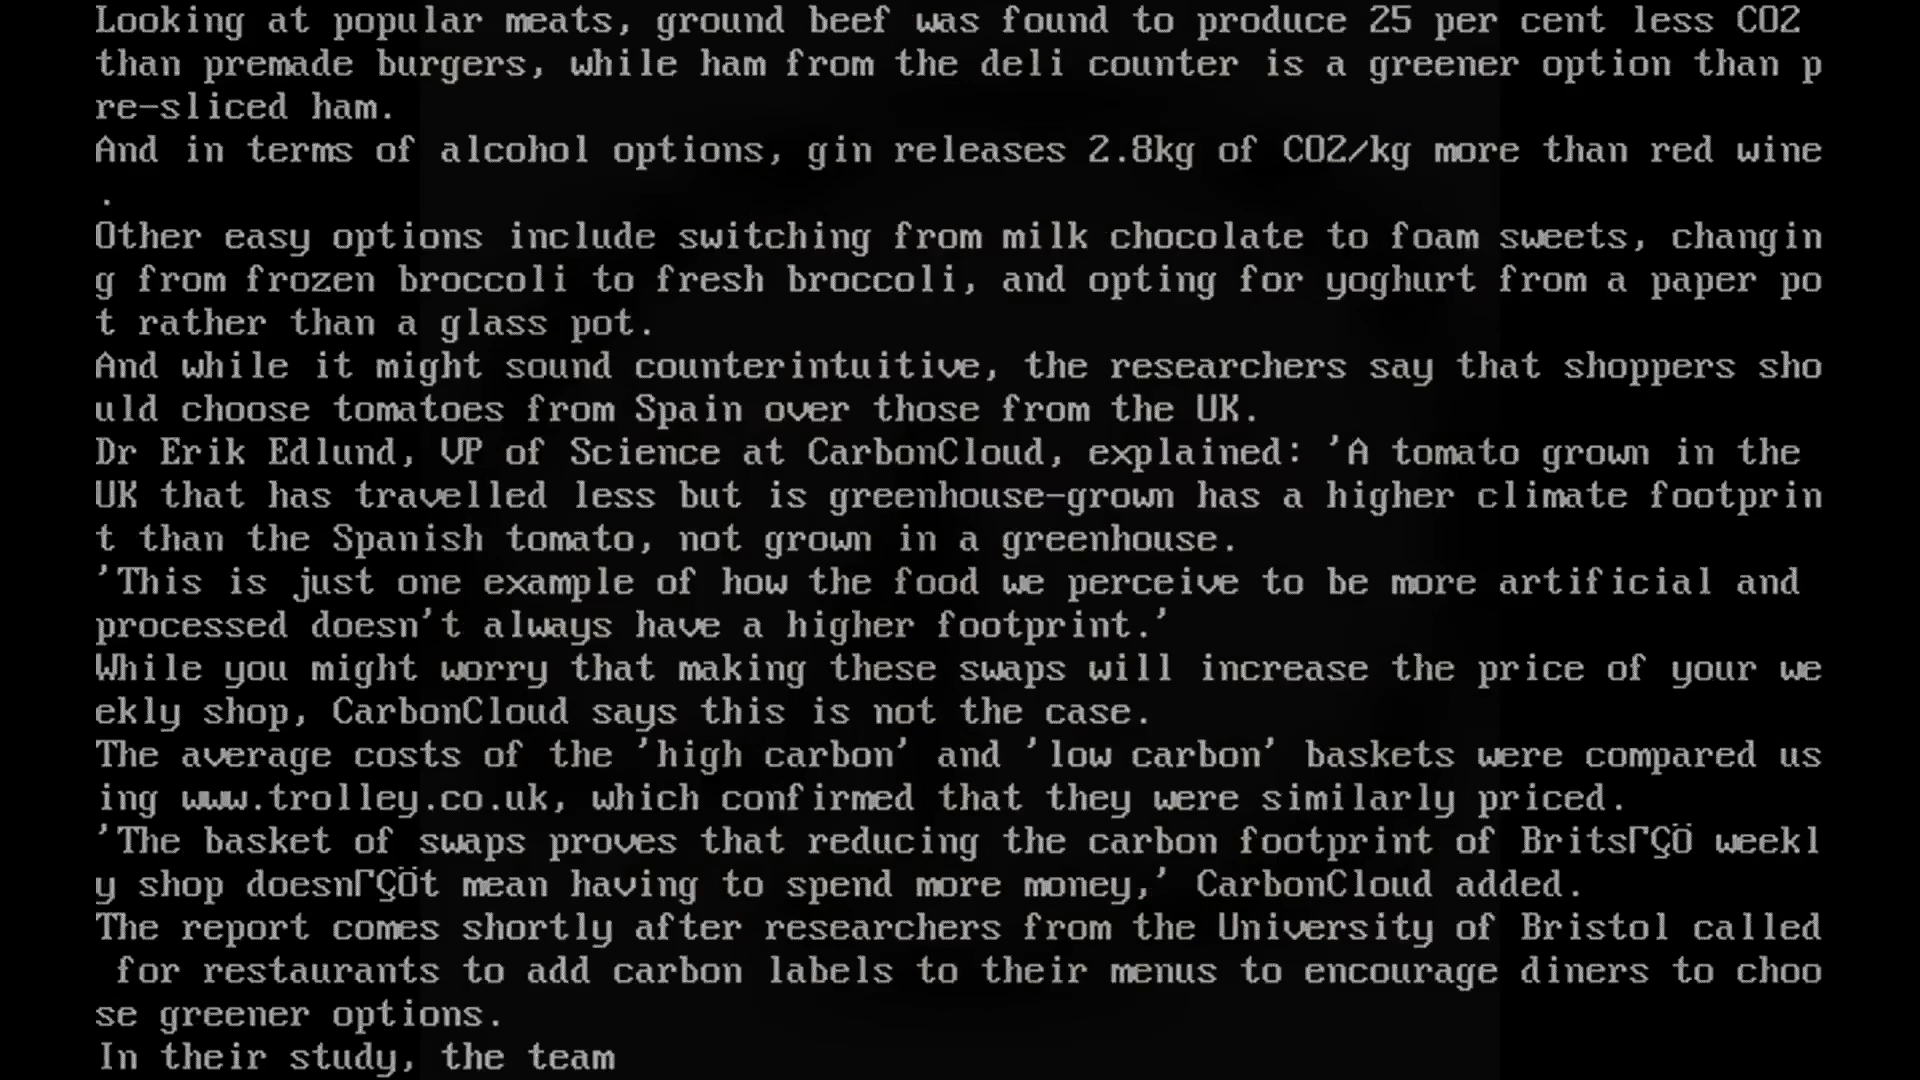 Looking at popular meats, ground beef was found to produce 25 per cent less CO2
than premade burgers, while ham from the deli counter is a greener option than p
re-sliced ham.
And in terms of alcohol options, gin releases 2.8kg of CO2/kg more than red wine
.
Other easy options include switching from milk chocolate to foam sweets, changin
g from frozen broccoli to fresh broccoli, and opting for yoghurt from a paper po
t rather than a glass pot.
And while it might sound counterintuitive, the researchers say that shoppers sho
uld choose tomatoes from Spain over those from the UK.
Dr Erik Edlund, VP of Science at CarbonCloud, explained: 'A tomato grown in the
UK that has travelled less but is greenhouse-grown has a higher climate footprin
t than the Spanish tomato, not grown in a greenhouse.
'This is just one example of how the food we perceive to be more artificial and
processed doesn't always have a higher footprint.'
While you might worry that making these swaps will increase the price of your we
ekly shop, CarbonCloud says this is not the case.
The average costs of the 'high carbon' and 'low carbon' baskets were compared us
ing www.trolley.co.uk, which confirmed that they were similarly priced.
'The basket of swaps proves that reducing the carbon footprint of BritsΓÇÖ weekl
y shop doesnΓÇÖt mean having to spend more money,' CarbonCloud added.
The report comes shortly after researchers from the University of Bristol called
 for restaurants to add carbon labels to their menus to encourage diners to choo
se greener options.
In their study, the team